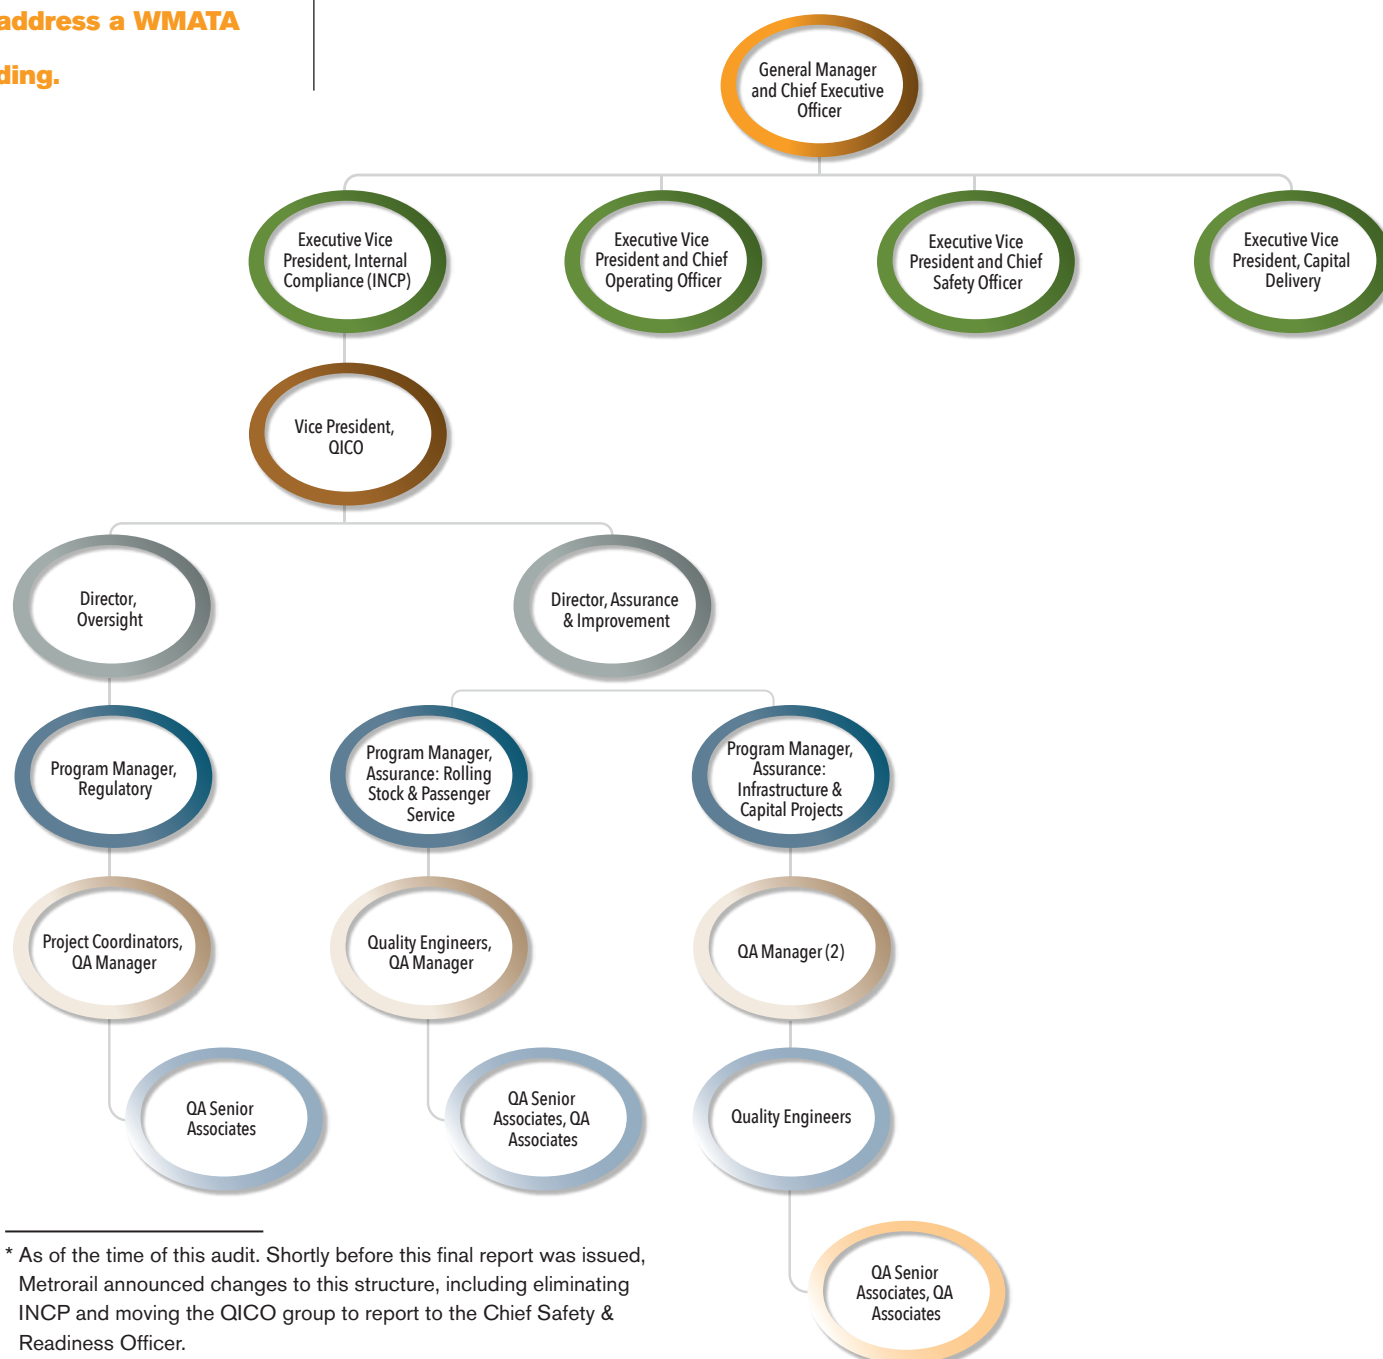 address a WMATA
ding.
General Manager
and Chief Executive
Officer
Executive Vice
President, Internal
Compliance (INCP)
Executive Vice
President and Chief
Operating Officer
Executive Vice
President and Chief
Safety Officer
Executive Vice
President, Capital
Delivery
Vice President,
QICO
Director,
Oversight
Director, Assurance
& Improvement
Program Manager,
Regulatory
Program Manager,
Assurance: Rolling
Stock & Passenger
Service
Program Manager,
Assurance:
Infrastructure &
Capital Projects
Project Coordinators,
QA Manager
Quality Engineers,
QA Manager
QA Manager (2)
QA Senior
Associates
QA Senior
Associates, QA
Associates
Quality Engineers
QA Senior
Associates, QA
Associates
* As of the time of this audit. Shortly before this final report was issued,
Metrorail announced changes to this structure, including eliminating
INCP and moving the QICO group to report to the Chief Safety &
Readiness Officer.